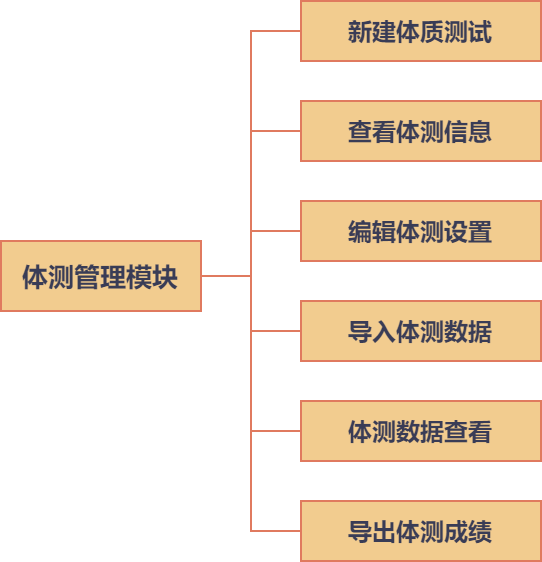 新建体质测试
查看体测信息
编辑体测设置
体测管理模块
导入体测数据
体测数据查看
导出体测成绩